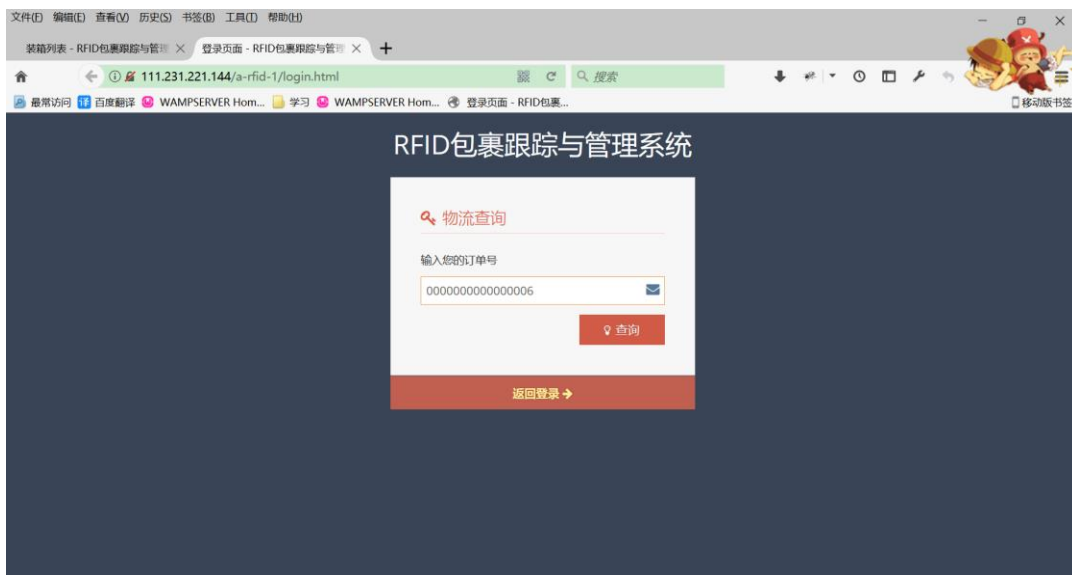 文件(F) 编辑(E) 查看(V) 历史(S) 书签(B) 工具(T) 帮助(H)
装箱列表 - RFID包裹跟踪与管理 登录页面 - RFID包裹跟踪与管理
111.231.221.144/a-rfid-1/login.html 搜索
最常访问 译 百度翻译 WAMPSERVER Hom... 学习 WAMPSERVER Hom... 登录页面 - RFID包裹... 移动版书签
RFID包裹跟踪与管理系统
物流查询
输入您的订单号
0000000000000006
查询
返回登录